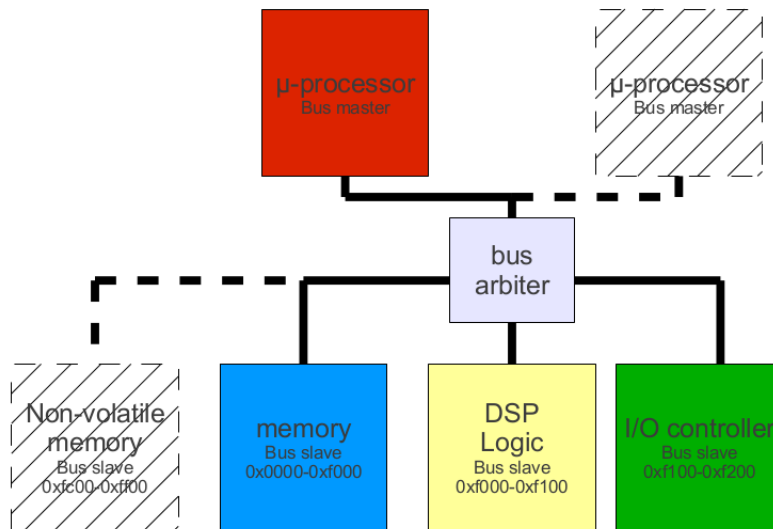 µ-processor
Bus master
µ-processor
Bus master
bus
arbiter
Non-volatile
memory
Bus slave
0xfc00-0xff00
memory
Bus slave
0x0000-0xf000
DSP
Logic
Bus slave
0xf000-0xf100
I/O controller
Bus slave
0xf100-0xf200